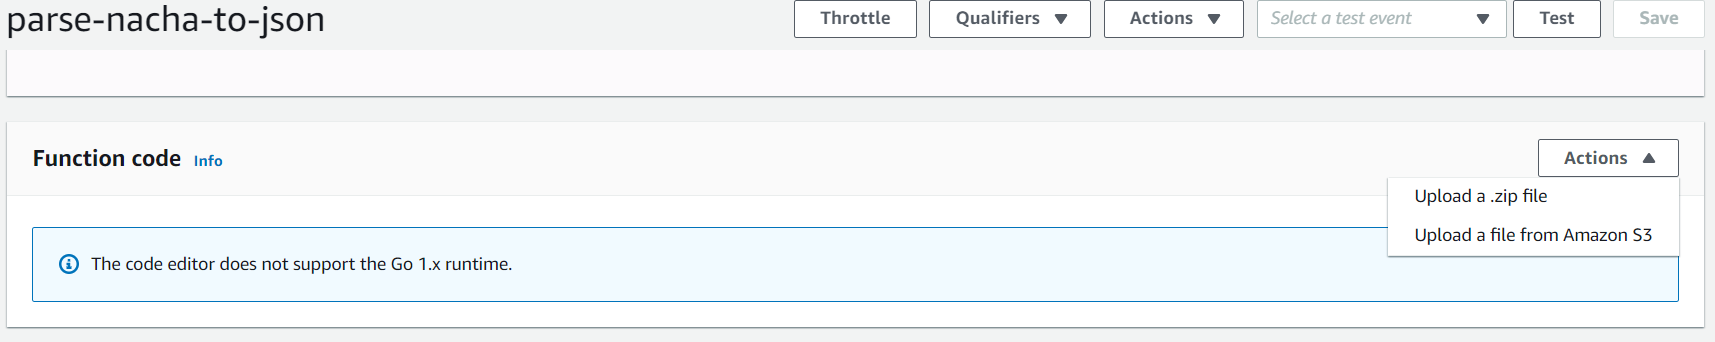 parse-nacha-to-json
Throttle
Qualifiers
Actions
Select a test event
Test
Save
Function code Info
Actions
Upload a .zip file
Upload a file from Amazon S3
The code editor does not support the Go 1.x runtime.